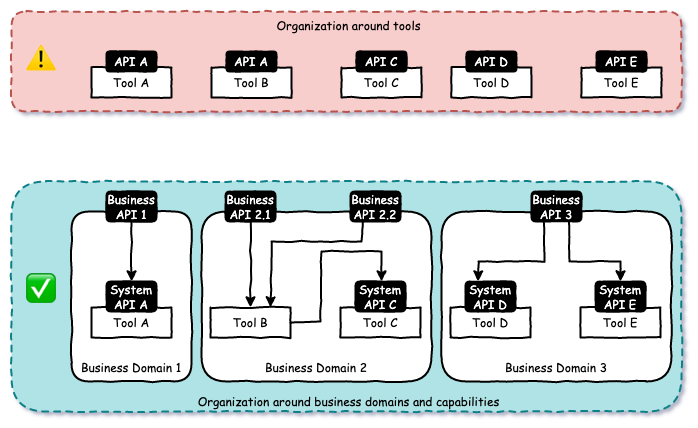 Organization around tools
API A
API A
API C
API D
API E
Tool A
Tool B
Tool C
Tool D
Tool E
Business
API 1
Business
API 2.1
Business
API 2.2
Business
API 3
System
API A
System
API C
System
API D
System
API E
Tool A
Tool B
Tool C
Tool D
Tool E
Business Domain 1
Business Domain 2
Business Domain 3
Organization around business domains and capabilities